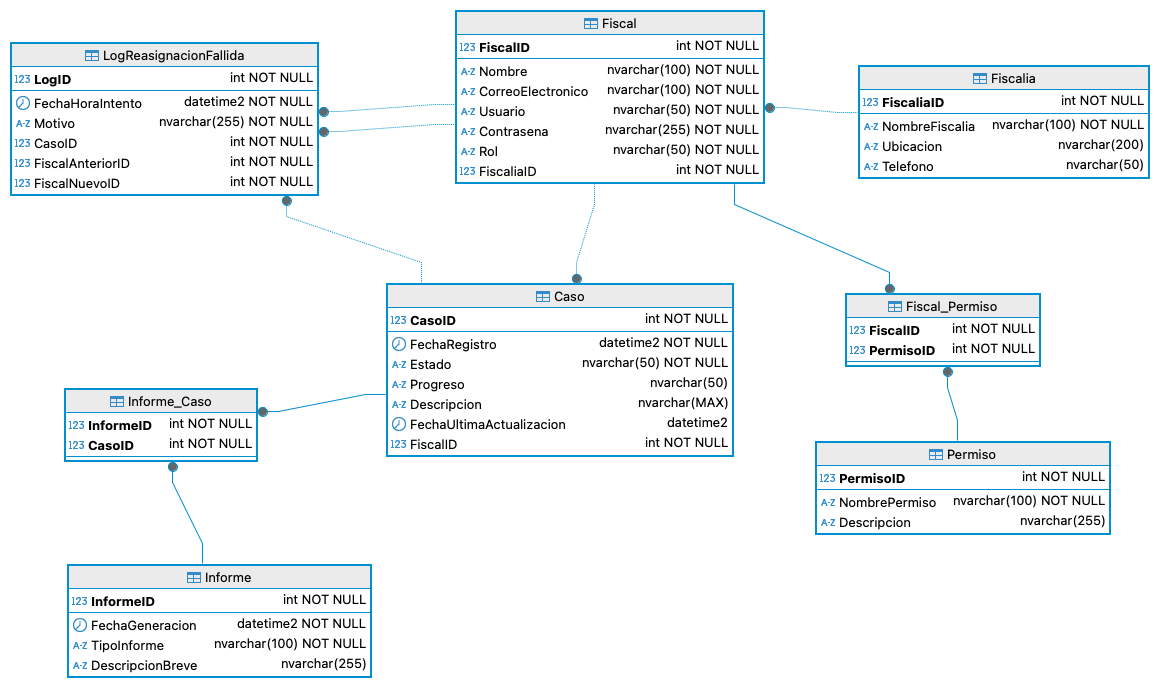 Fiscal
123 FiscalID int NOT NULL
A-Z Nombre nvarchar(100) NOT NULL
A-Z CorreoElectronico nvarchar(100) NOT NULL
A-Z Usuario nvarchar(50) NOT NULL
A-Z Contrasena nvarchar(255) NOT NULL
A-Z Rol nvarchar(50) NOT NULL
123 FiscaliaID int NOT NULL
LogReasignacionFallida
123 LogID int NOT NULL
FechaHoraIntento datetime2 NOT NULL
A-Z Motivo nvarchar(255) NOT NULL
123 CasoID int NOT NULL
123 FiscalAnteriorID int NOT NULL
123 FiscalNuevoID int NOT NULL
Fiscalia
123 FiscaliaID int NOT NULL
A-Z NombreFiscalia nvarchar(100) NOT NULL
A-Z Ubicacion nvarchar(200)
A-Z Telefono nvarchar(50)
Caso
123 CasoID int NOT NULL
FechaRegistro datetime2 NOT NULL
A-Z Estado nvarchar(50) NOT NULL
A-Z Progreso nvarchar(50)
A-Z Descripcion nvarchar(MAX)
FechaUltimaActualizacion datetime2
123 FiscalID int NOT NULL
Fiscal_Permiso
123 FiscalID int NOT NULL
123 PermisoID int NOT NULL
Informe_Caso
123 InformeID int NOT NULL
123 CasoID int NOT NULL
Permiso
123 PermisoID int NOT NULL
A-Z NombrePermiso nvarchar(100) NOT NULL
A-Z Descripcion nvarchar(255)
Informe
123 InformeID int NOT NULL
FechaGeneracion datetime2 NOT NULL
A-Z TipoInforme nvarchar(100) NOT NULL
A-Z DescripcionBreve nvarchar(255)